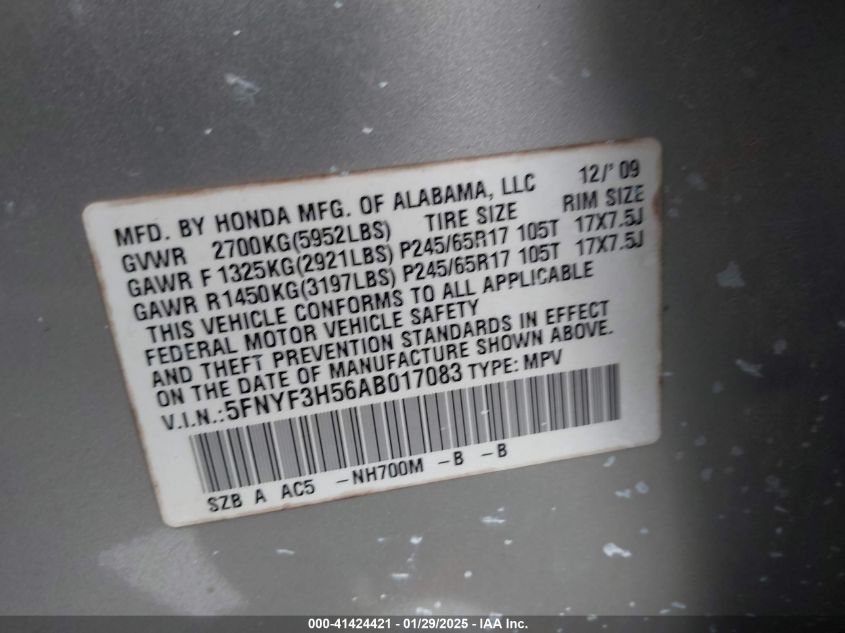 MFD. BY HONDA MFG. OF ALABAMA, LLC 12/'09
GVWR 2700KG(5952LBS) TIRE SIZE RIM SIZE
GAWR F 1325KG(2921LBS) P245/65R17 105T 17X7.5J
GAWR R1450KG(3197LBS) P245/65R17 105T 17X7.5J
THIS VEHICLE CONFORMS TO ALL APPLICABLE
FEDERAL MOTOR VEHICLE SAFETY
AND THEFT PREVENTION STANDARDS IN EFFECT
ON THE DATE OF MANUFACTURE SHOWN ABOVE.
V.I.N.:5FNYF3H56AB017083 TYPE: MPV
SZB A AC5 -NH700M -B -B
000-41424421 | 01/29/2025 - IAA Inc.